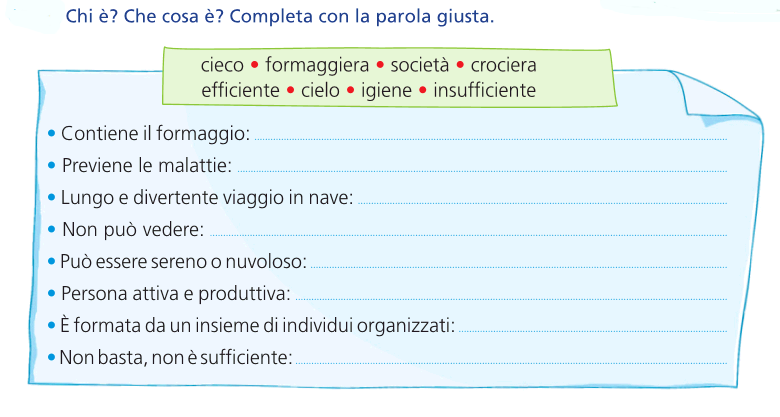 Chi è? Che cosa è? Completa con la parola giusta.
cieco • formaggiera • società • crociera
efficiente • cielo • igiene • insufficiente
• Contiene il formaggio:
• Previene le malattie:
• Lungo e divertente viaggio in nave:
• Non può vedere:
• Può essere sereno o nuvoloso:
• Persona attiva e produttiva:
• È formata da un insieme di individui organizzati:
• Non basta, non è sufficiente: